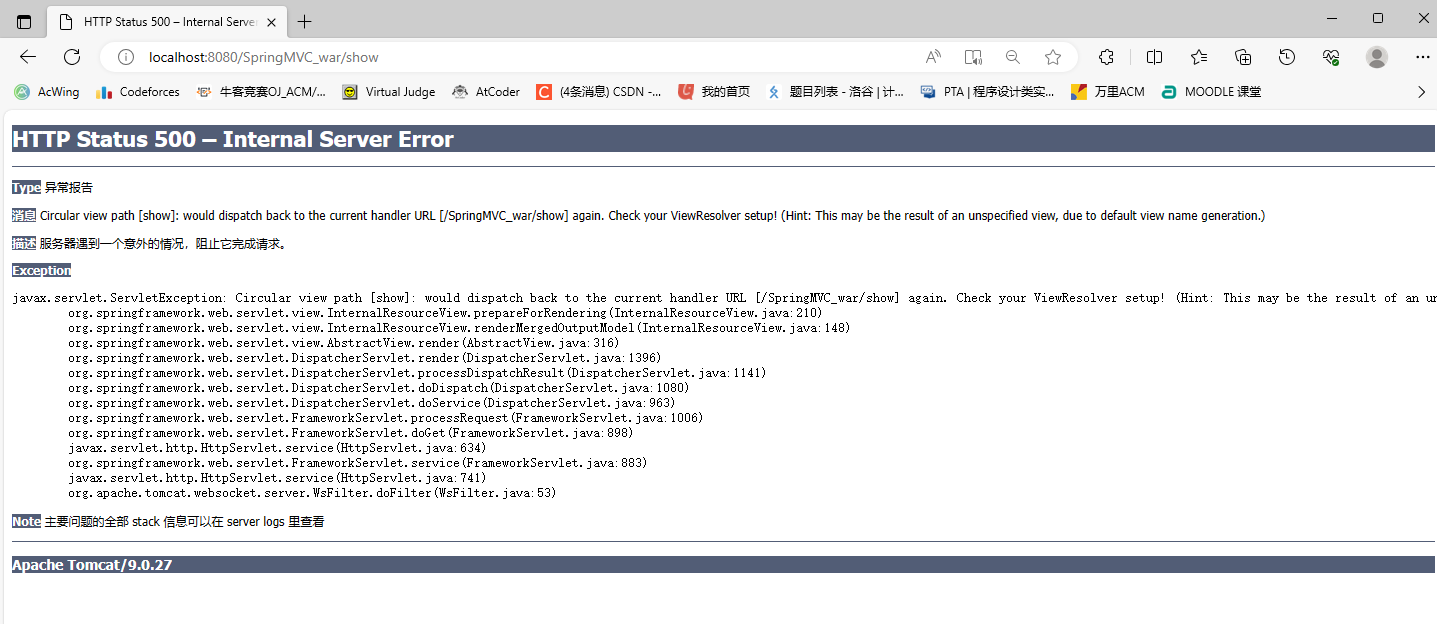 HTTP Status 500 – Internal Server
localhost:8080/SpringMVC_war/show
AcWing Codeforces 牛客竞赛OJ_ACM/... Virtual Judge AtCoder (4条消息) CSDN -... 我的首页 题目列表 - 洛谷 | 计... PTA | 程序设计类实... 万里ACM MOODLE 课堂
HTTP Status 500 – Internal Server Error
Type 异常报告
消息 Circular view path [show]: would dispatch back to the current handler URL [/SpringMVC_war/show] again. Check your ViewResolver setup! (Hint: This may be the result of an unspecified view, due to default view name generation.)
描述 服务器遇到一个意外的情况，阻止它完成请求。
Exception
javax.servlet.ServletException: Circular view path [show]: would dispatch back to the current handler URL [/SpringMVC_war/show] again. Check your ViewResolver setup! (Hint: This may be the result of an
org.springframework.web.servlet.view.InternalResourceView.prepareForRendering(InternalResourceView.java:210)
org.springframework.web.servlet.view.InternalResourceView.renderMergedOutputModel(InternalResourceView.java:148)
org.springframework.web.servlet.view.AbstractView.render(AbstractView.java:316)
org.springframework.web.servlet.DispatcherServlet.render(DispatcherServlet.java:1396)
org.springframework.web.servlet.DispatcherServlet.processDispatchResult(DispatcherServlet.java:1141)
org.springframework.web.servlet.DispatcherServlet.doDispatch(DispatcherServlet.java:1080)
org.springframework.web.servlet.DispatcherServlet.doService(DispatcherServlet.java:963)
org.springframework.web.servlet.FrameworkServlet.processRequest(FrameworkServlet.java:1006)
org.springframework.web.servlet.FrameworkServlet.doGet(FrameworkServlet.java:898)
javax.servlet.http.HttpServlet.service(HttpServlet.java:634)
org.springframework.web.servlet.FrameworkServlet.service(FrameworkServlet.java:883)
javax.servlet.http.HttpServlet.service(HttpServlet.java:741)
org.apache.tomcat.websocket.server.WsFilter.doFilter(WsFilter.java:53)
Note 主要问题的全部 stack 信息可以在 server logs 里查看
Apache Tomcat/9.0.27